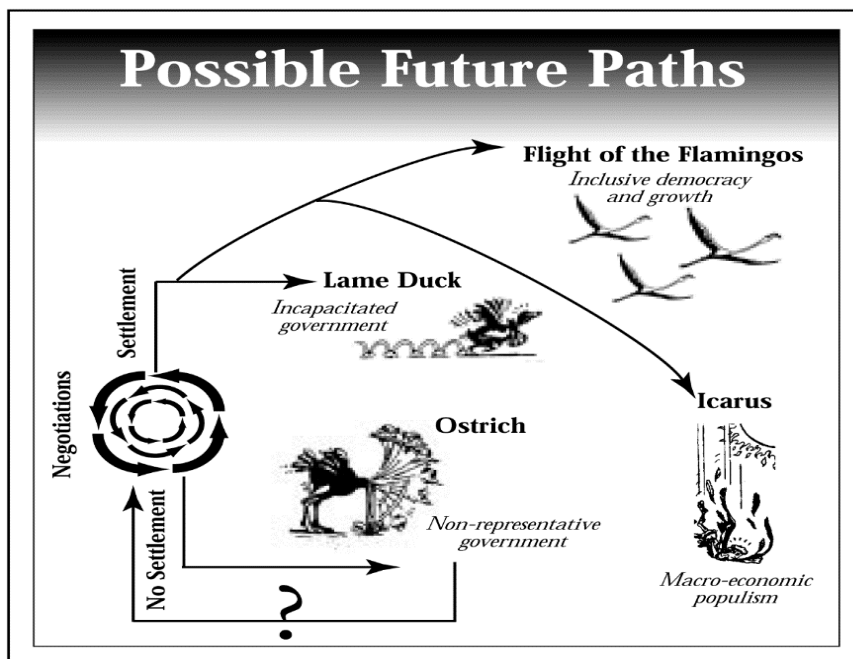 Possible Future Paths
Flight of the Flamingos
Inclusive democracy
and growth
Lame Duck
Incapacitated
government
Settlement
Negotiations
Icarus
Ostrich
Non-representative
government
No Settlement
Macro-economic
populism
?